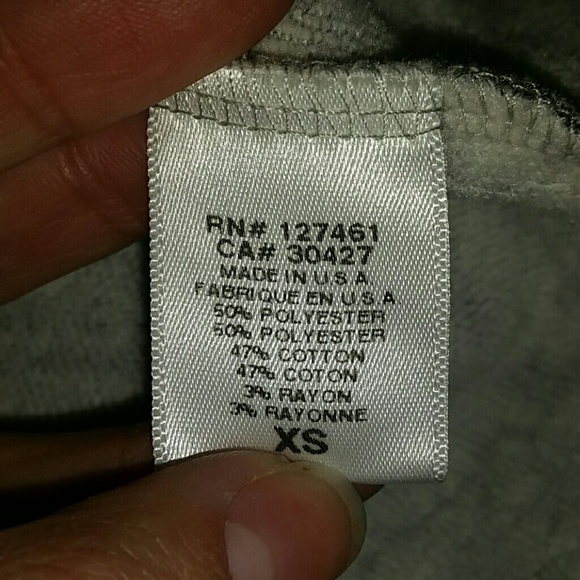 RN# 127461
CA# 30427
MADE IN U.S.A
FABRIQUE EN U.S.A
50% POLYESTER
50% POLYESTER
47% COTTON
47% COTON
3% RAYON
3% RAYONNE
XS